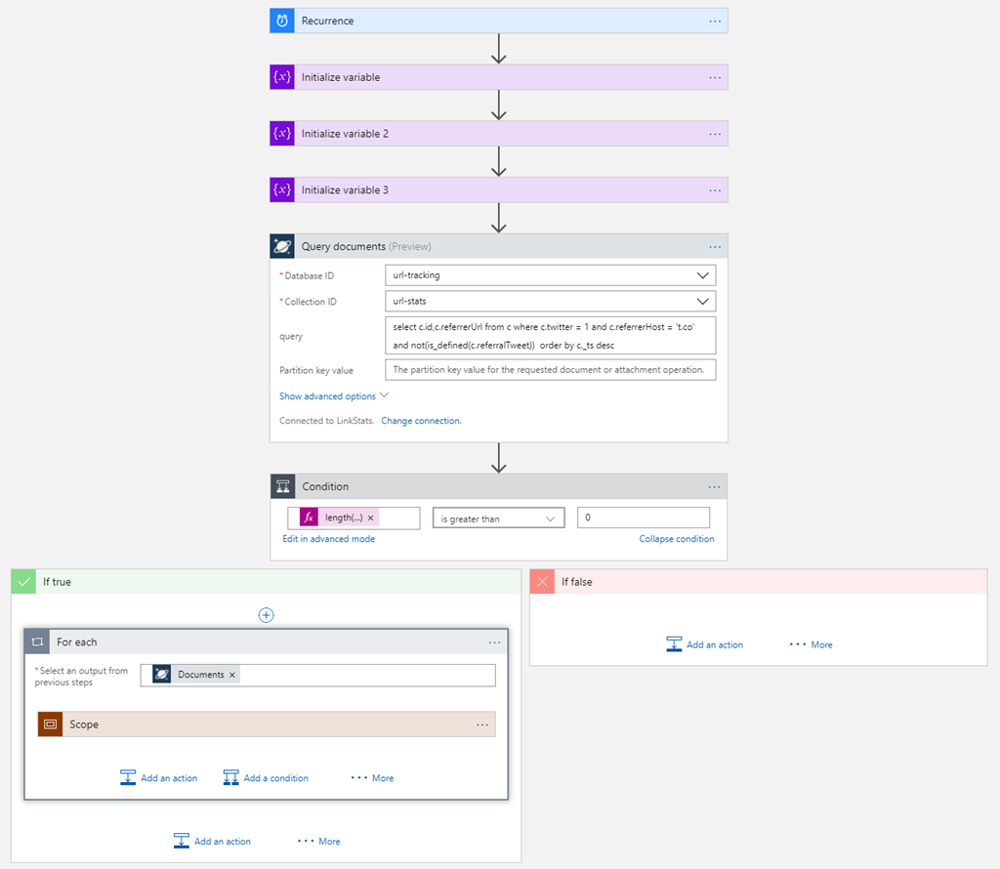 Recurrence
{x} Initialize variable
{x} Initialize variable 2
{x} Initialize variable 3
Query documents (Preview)
*Database ID
url-tracking
*Collection ID
url-stats
query
select c.id,c.referrerUrl from c where c.twitter = 1 and c.referrerHost = 't.co'
and not(is_defined(c.referralTweet))  order by c._ts desc
Partition key value
The partition key value for the requested document or attachment operation.
Show advanced options
Connected to LinkStats. Change connection.
Condition
fx length(...) ×
is greater than
0
Edit in advanced mode
Collapse condition
If true
If false
Add an action
More
For each
*Select an output from
previous steps
Documents ×
Scope
Add an action
Add a condition
More
Add an action
More